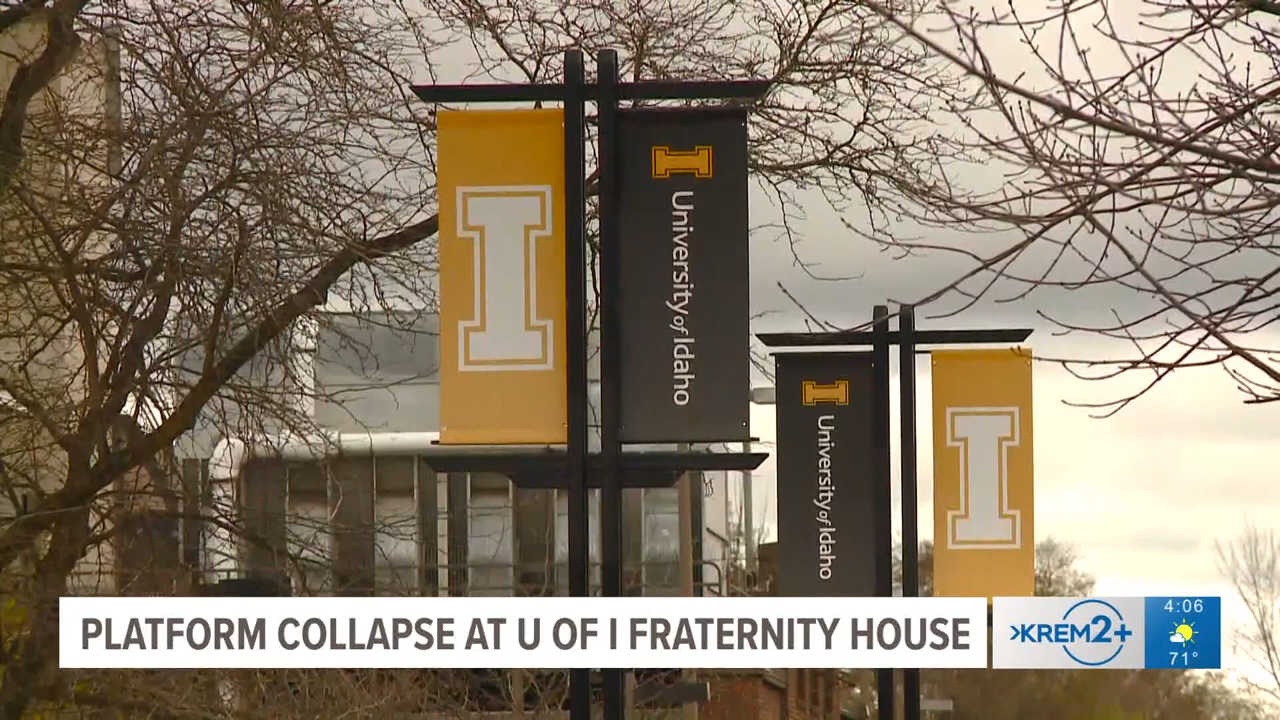 I
I
University of Idaho
I
University of Idaho
I
PLATFORM COLLAPSE AT U OF I FRATERNITY HOUSE
KREM2+
4:06
71°